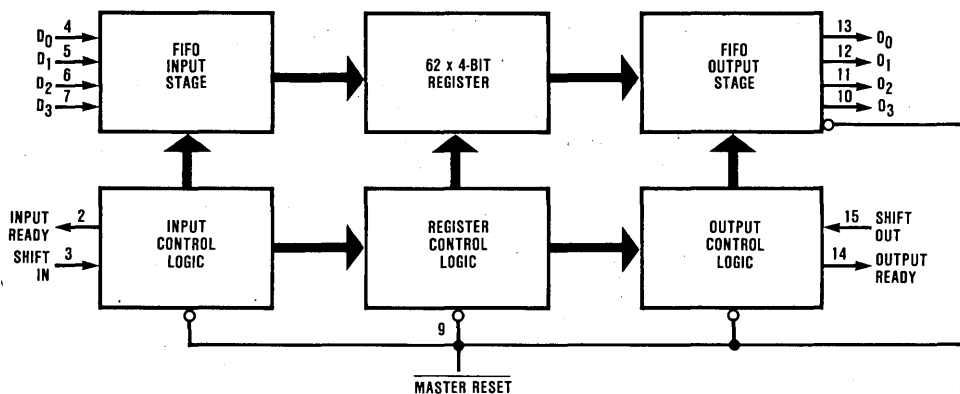 D0 4
D1 5
D2 6
D3 7
FIFO
INPUT
STAGE
62 x 4-BIT
REGISTER
FIFO
OUTPUT
STAGE
13 O0
12 O1
11 O2
10 O3
INPUT
READY
2
SHIFT
IN
3
INPUT
CONTROL
LOGIC
REGISTER
CONTROL
LOGIC
OUTPUT
CONTROL
LOGIC
15 SHIFT
OUT
14 OUTPUT
READY
9
MASTER RESET